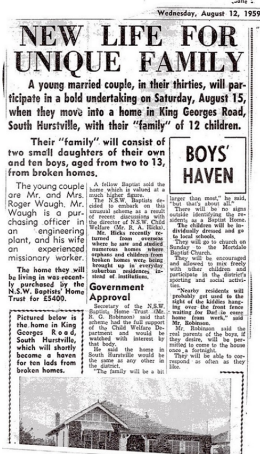 Wednesday, August 12, 1959
NEW LIFE FOR
UNIQUE FAMILY
A young married couple, in their thirties, will par-
ticipate in a bold undertaking on Saturday, August 15,
when they move into a home in King Georges Road,
South Hurstville, with their "family" of 12 children.
Their "family" will consist of
two small daughters of their own
and ten boys, aged from two to 13,
from broken homes.
The young couple
are Mr. and Mrs.
Roger Waugh. Mr.
Waugh is a pur-
chasing officer in
an engineering
plant, and his wife
an experienced
missionary worker.
The home they will
be living in was recent-
ly purchased by the
N.S.W. Baptists' Home
Trust for £5400.
Pictured below is
the home in King
Georges Road,
South Hurstville,
which will shortly
become a haven
for ten lads from
broken homes.
A fellow Baptist sold the
home which is valued at a
much higher figure.
The N.S.W. Baptists de-
cided to embark on this
unusual scheme as a result
of recent discussions with
the director of N.S.W. Child
Welfare (Mr. R. A. Hicks).
Mr. Hicks recently re-
turned from overseas
where he saw and studied
numerous homes where
orphans and children from
broken homes were being
brought up in everyday
suburban residences, in-
stead of institutions.
Government
Approval
Secretary of the N.S.W.
Baptists Home Trust (Mr.
R. G. Robinson) said that
scheme had the full support
of the Child Welfare De-
partment and would be
watched with interest by
that body.
He said the home in
South Hurstville would be
the same as any other in
the district.
"The family will be a bit
BOYS'
HAVEN
larger than most," he said,
"but that's about all."
There will be no signs
outside identifying the re-
sidents as a Baptist Home.
The children will be in-
dividually dressed and go
to local schools.
They will go to church on
Sunday to the Mortdale
Baptist Church.
They will be encouraged
and allowed to mix freely
with other children and
participate in the district's
sporting and social activi-
ties.
"Nearby residents will
probably get used to the
sight of the kiddies hang-
ing over the front fence
waiting for Dad to come
home from work," said
Mr. Robinson.
Mr. Robinson said the
real parents of the boys, if
they desire, will be per-
mitted to come to the house
once a fortnight.
They will be able to cor-
respond as often as they
like.